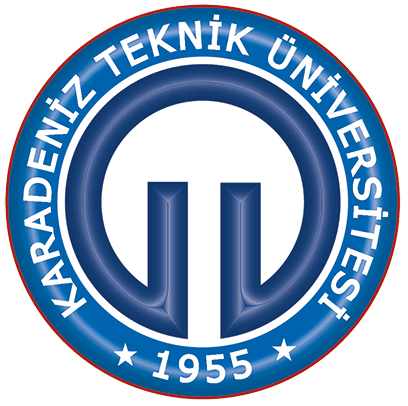 KARADENİZ TEKNİK ÜNİVERSİTESİ
★ 1955 ★